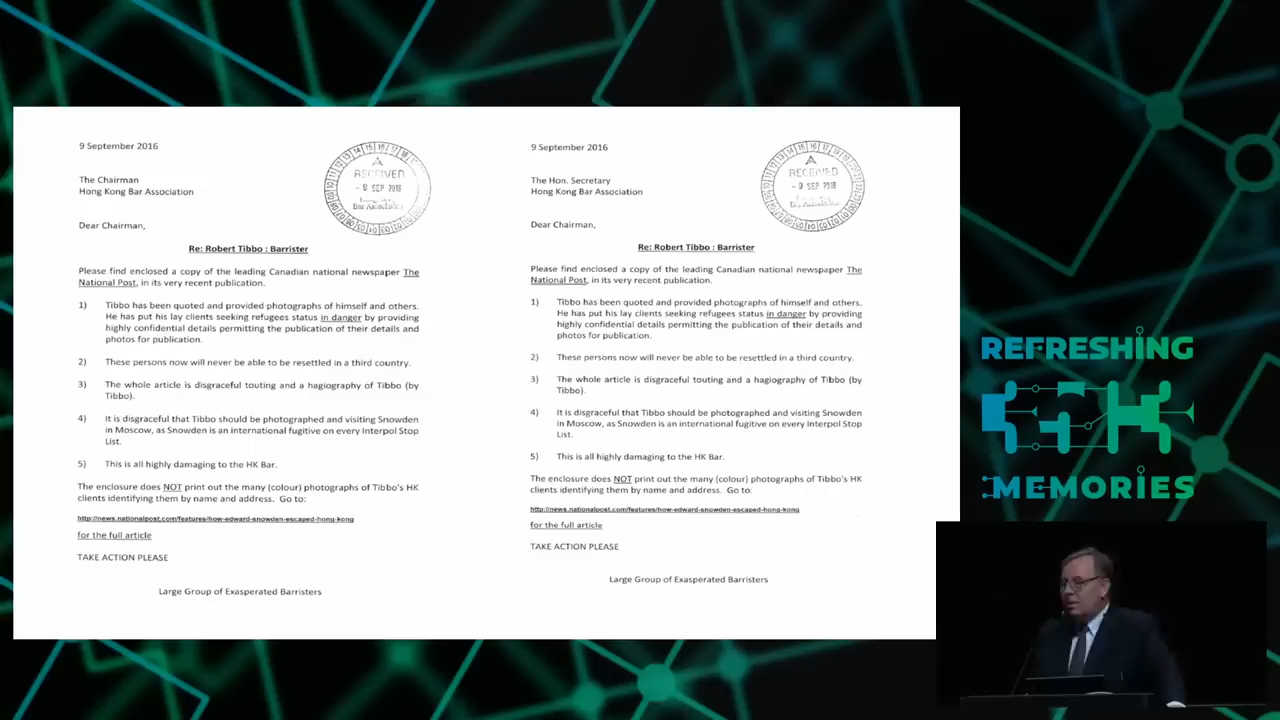 9 September 2016
The Chairman
Hong Kong Bar Association
RECEIVED
- 9 SEP 2016
Bar Association
Dear Chairman,
Re: Robert Tibbo : Barrister
Please find enclosed a copy of the leading Canadian national newspaper The
National Post, in its very recent publication.
1) Tibbo has been quoted and provided photographs of himself and others.
He has put his lay clients seeking refugees status in danger by providing
highly confidential details permitting the publication of their details and
photos for publication.
2) These persons now will never be able to be resettled in a third country.
3) The whole article is disgraceful touting and a hagiography of Tibbo (by
Tibbo).
4) It is disgraceful that Tibbo should be photographed and visiting Snowden
in Moscow, as Snowden is an international fugitive on every Interpol Stop
List.
5) This is all highly damaging to the HK Bar.
The enclosure does NOT print out the many (colour) photographs of Tibbo's HK
clients identifying them by name and address. Go to:
http://news.nationalpost.com/features/how-edward-snowden-escaped-hong-kong
for the full article
TAKE ACTION PLEASE
Large Group of Exasperated Barristers
9 September 2016
The Hon. Secretary
Hong Kong Bar Association
RECEIVED
- 9 SEP 2016
Bar Association
Dear Chairman,
Re: Robert Tibbo : Barrister
Please find enclosed a copy of the leading Canadian national newspaper The
National Post, in its very recent publication.
1) Tibbo has been quoted and provided photographs of himself and others.
He has put his lay clients seeking refugees status in danger by providing
highly confidential details permitting the publication of their details and
photos for publication.
2) These persons now will never be able to be resettled in a third country.
3) The whole article is disgraceful touting and a hagiography of Tibbo (by
Tibbo).
4) It is disgraceful that Tibbo should be photographed and visiting Snowden
in Moscow, as Snowden is an international fugitive on every Interpol Stop
List.
5) This is all highly damaging to the HK Bar.
The enclosure does NOT print out the many (colour) photographs of Tibbo's HK
clients identifying them by name and address. Go to:
http://news.nationalpost.com/features/how-edward-snowden-escaped-hong-kong
for the full article
TAKE ACTION PLEASE
Large Group of Exasperated Barristers
REFRESHING
MEMORIES